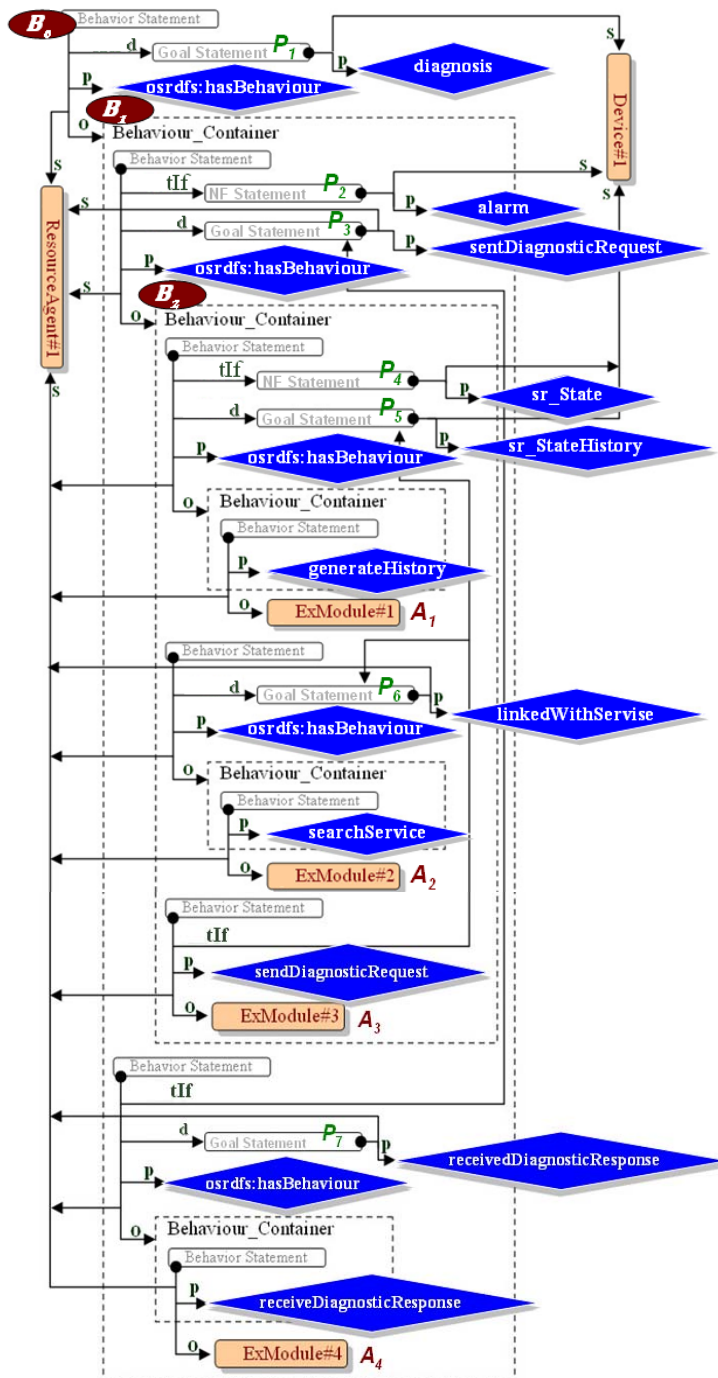 B0
Behavior Statement
d
Goal Statement P1
p
diagnosis
s
Device#1
p
osrdfs:hasBehaviour
B1
o
Behaviour_Container
s
Behavior Statement
ResourceAgent#1
tIf
NF Statement P2
s
p
alarm
s
s
d
Goal Statement P3
p
sentDiagnosticRequest
p
osrdfs:hasBehaviour
s
B2
o
Behaviour_Container
Behavior Statement
s
tIf
NF Statement P4
p
sr_State
d
Goal Statement P5
p
sr_StateHistory
p
osrdfs:hasBehaviour
o
Behaviour_Container
Behavior Statement
p
generateHistory
o
ExModule#1 A1
Behavior Statement
d
Goal Statement P6
p
linkedWithServise
p
osrdfs:hasBehaviour
o
Behaviour_Container
Behavior Statement
p
searchService
o
ExModule#2 A2
Behavior Statement
tIf
p
sendDiagnosticRequest
o
ExModule#3 A3
Behavior Statement
tIf
d
Goal Statement P7
p
receivedDiagnosticResponse
p
osrdfs:hasBehaviour
o
Behaviour_Container
Behavior Statement
p
receiveDiagnosticResponse
o
ExModule#4 A4